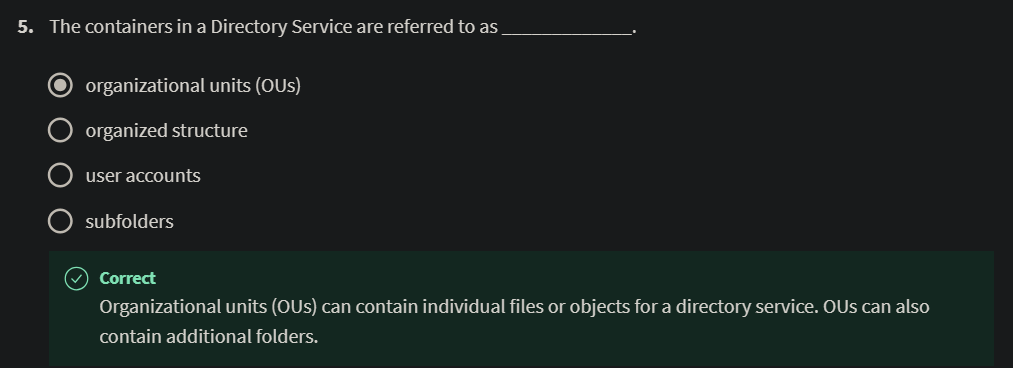 5. The containers in a Directory Service are referred to as _____________.
organizational units (OUs)
organized structure
user accounts
subfolders
Correct
Organizational units (OUs) can contain individual files or objects for a directory service. OUs can also
contain additional folders.